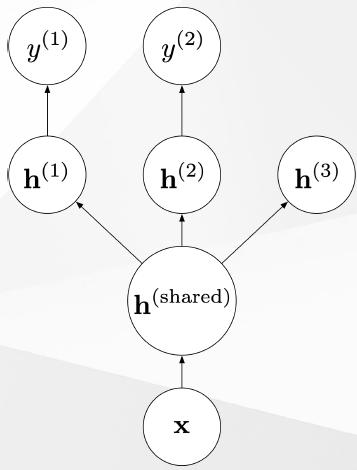 y^{(1)} y^{(2)}
h^{(1)} h^{(2)} h^{(3)}
h^{(shared)}
x